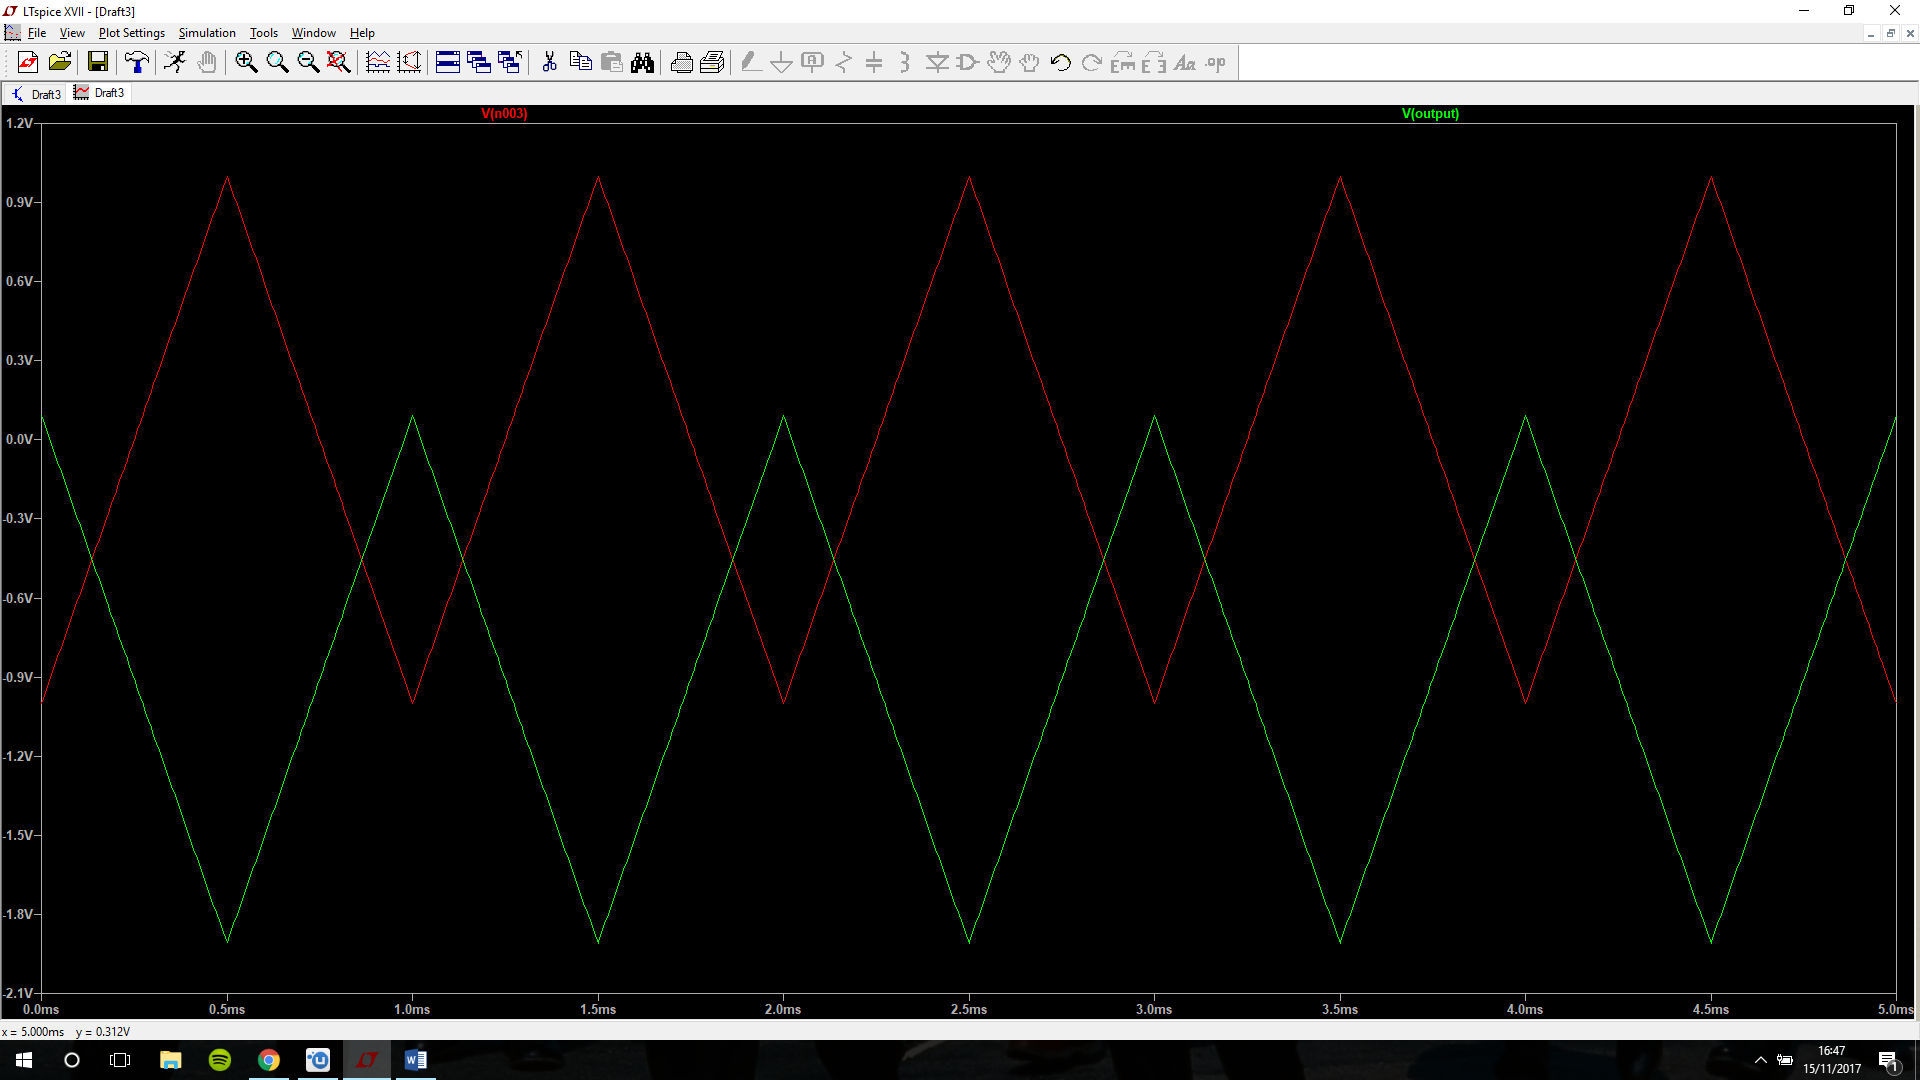 LTspice XVII - [Draft3]
File View Plot Settings Simulation Tools Window Help
Draft3 Draft3
V(n003) V(output)
1.2V
0.9V
0.6V
0.3V
0.0V
-0.3V
-0.6V
-0.9V
-1.2V
-1.5V
-1.8V
-2.1V
0.0ms 0.5ms 1.0ms 1.5ms 2.0ms 2.5ms 3.0ms 3.5ms 4.0ms 4.5ms 5.0ms
x = 5.000ms y = 0.312V
16:47
15/11/2017
1